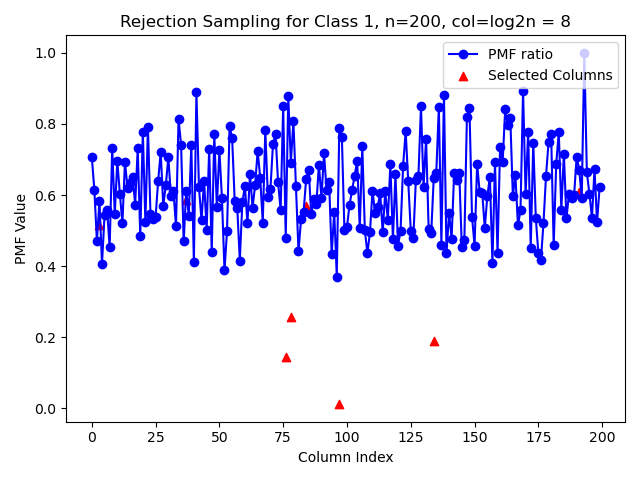 Rejection Sampling for Class 1, n=200, col=log2n = 8
PMF ratio
Selected Columns
PMF Value
1.0
0.8
0.6
0.4
0.2
0.0
0 25 50 75 100 125 150 175 200
Column Index